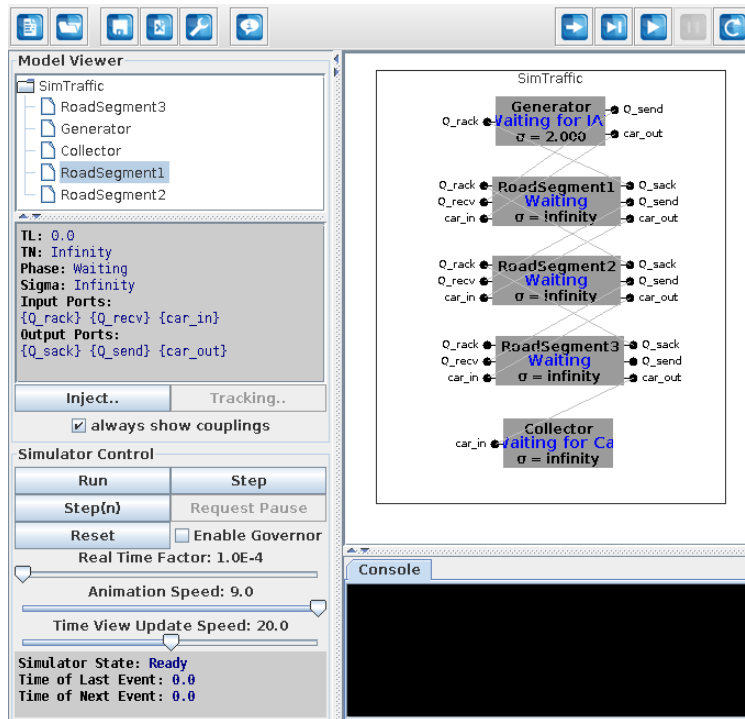 Model Viewer
SimTraffic
RoadSegment3
Generator
Collector
RoadSegment1
RoadSegment2
TL: 0.0
TN: Infinity
Phase: Waiting
Sigma: Infinity
Input Ports:
{Q_rack} {Q_recv} {car_in}
Output Ports:
{Q_sack} {Q_send} {car_out}
Inject..
Tracking..
always show couplings
Simulator Control
Run
Step
Step(n)
Request Pause
Reset
Enable Governor
Real Time Factor: 1.0E-4
Animation Speed: 9.0
Time View Update Speed: 20.0
Simulator State: Ready
Time of Last Event: 0.0
Time of Next Event: 0.0
SimTraffic
Generator
Q_send
Q_rack
Waiting for IA
car_out
σ = 2.000
Q_rack
RoadSegment1
Q_sack
Q_recv
Waiting
Q_send
car_in
σ = infinity
car_out
Q_rack
RoadSegment2
Q_sack
Q_recv
Waiting
Q_send
car_in
σ = infinity
car_out
Q_rack
RoadSegment3
Q_sack
Q_recv
Waiting
Q_send
car_in
σ = infinity
car_out
Collector
car_in
Waiting for Ca
σ = infinity
Console